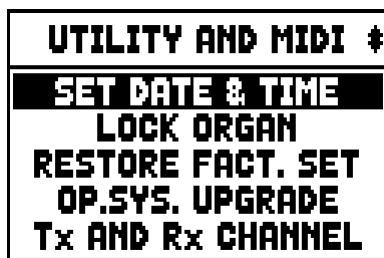 UTILITY AND MIDI
SET DATE & TIME
LOCK ORGAN
RESTORE FACT. SET
OP.SYS. UPGRADE
Tx AND Rx CHANNEL